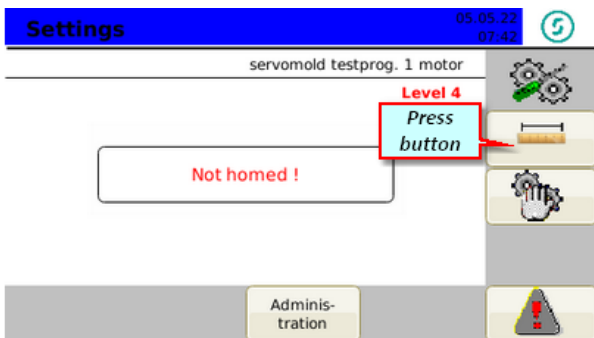 Settings
05.05.22
07:42
servomold testprog. 1 motor
Level 4
Press
button
Not homed !
Adminis-
tration